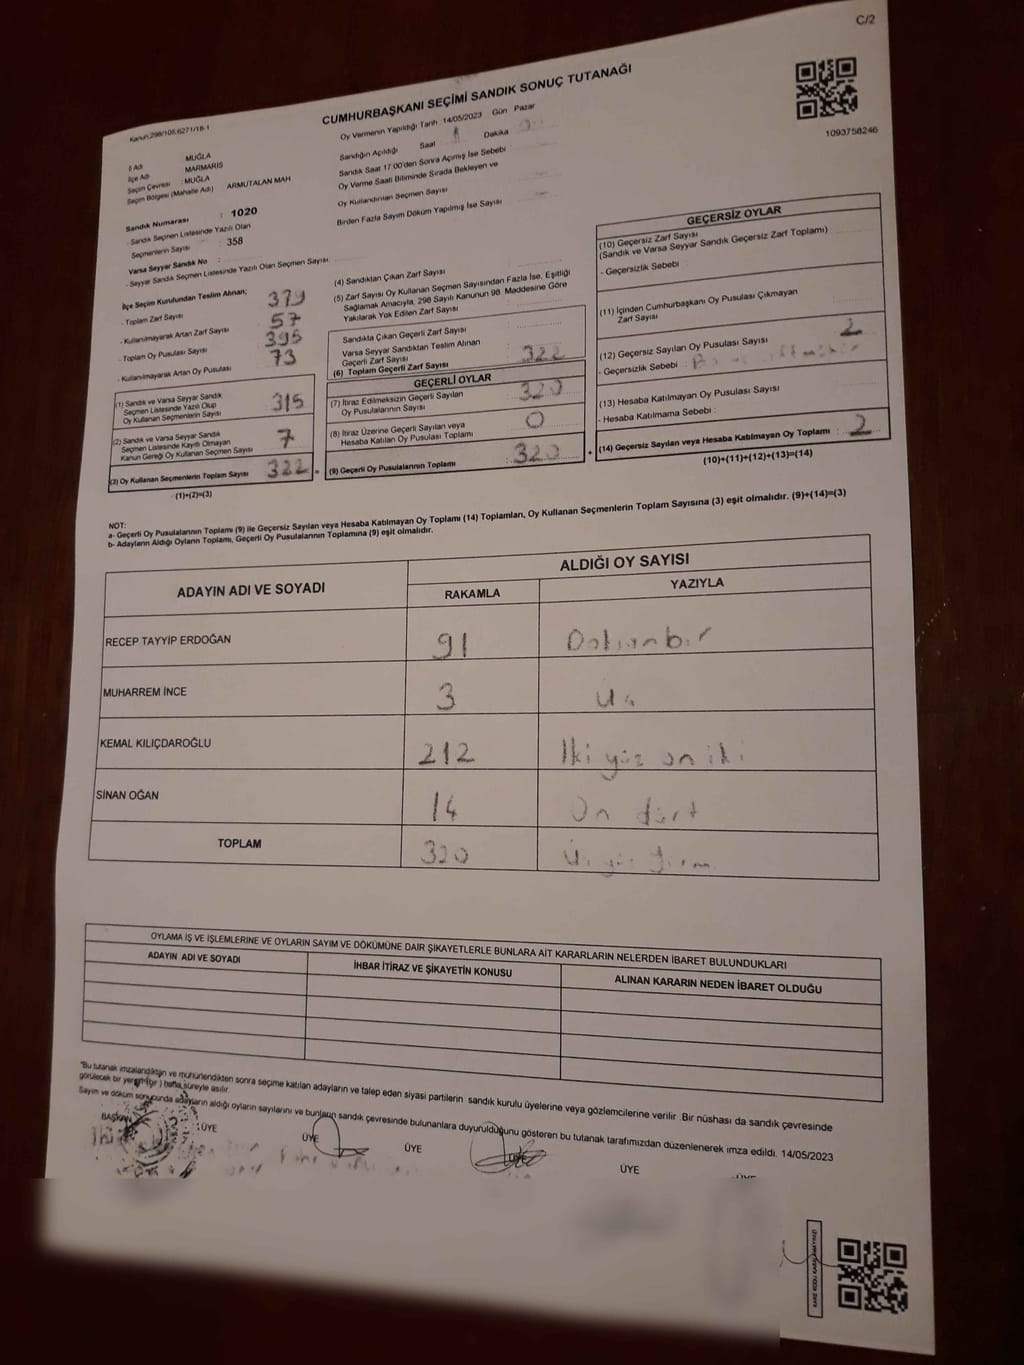 C/2
CUMHURBAŞKANI SEÇİMİ SANDIK SONUÇ TUTANAĞI
Kanun:298/105;6271/18-1
1093758246
İl Adı MUĞLA
İlçe Adı MARMARİS
Seçim Çevresi : MUĞLA
Seçim Bölgesi (Mahalle Adı) ARMUTALAN MAH
Sandık Numarası : 1020
- Sandık Seçmen Listesinde Yazılı Olan
Seçmenlerin Sayısı : 358
Varsa Seyyar Sandık No :
- Seyyar Sandık Seçmen Listesinde Yazılı Olan Seçmen Sayısı
Oy Vermenin Yapıldığı Tarih 14/05/2023 Gün Pazar
Sandığın Açıldığı Saat Dakika
Sandık Saat 17:00'den Sonra Açımış İse Sebebi
Oy Verme Saati Bitiminde Sırada Bekleyen ve
Oy Kullandırılan Seçmen Sayısı
Birden Fazla Sayım Döküm Yapılmış İse Sayısı
İlçe Seçim Kurulundan Teslim Alınan;
- Toplam Zarf Sayısı 379
- Kullanılmayarak Artan Zarf Sayısı 57
- Toplam Oy Pusulası Sayısı 395
- Kullanılmayarak Artan Oy Pusulası 73
(1) Sandık ve Varsa Seyyar Sandık
Seçmen Listesinde Yazılı Olup
Oy Kullanan Seçmenlerin Sayısı 315
(2) Sandık ve Varsa Seyyar Sandık
Seçmen Listesinde Kayıtlı Olmayan
Kanun Gereği Oy Kullanan Seçmen Sayısı 7
(3) Oy Kullanan Seçmenlerin Toplam Sayısı 322
(1)+(2)=(3)
(4) Sandıktan Çıkan Zarf Sayısı
(5) Zarf Sayısı Oy Kullanan Seçmen Sayısından Fazla İse, Eşitliği
Sağlamak Amacıyla, 298 Sayılı Kanunun 98. Maddesine Göre
Yakılarak Yok Edilen Zarf Sayısı
Sandıkta Çıkan Geçerli Zarf Sayısı
Varsa Seyyar Sandıktan Teslim Alınan
Geçerli Zarf Sayısı
(6) Toplam Geçerli Zarf Sayısı 322
GEÇERLİ OYLAR
(7) İtiraz Edilmeksizin Geçerli Sayılan
Oy Pusulalarının Sayısı 320
(8) İtiraz Üzerine Geçerli Sayılan veya
Hesaba Katılan Oy Pusulası Toplamı 0
(9) Geçerli Oy Pusulalarının Toplamı 320
GEÇERSİZ OYLAR
(10) Geçersiz Zarf Sayısı
(Sandık ve Varsa Seyyar Sandık Geçersiz Zarf Toplamı)
- Geçersizlik Sebebi
(11) İçinden Cumhurbaşkanı Oy Pusulası Çıkmayan
Zarf Sayısı
(12) Geçersiz Sayılan Oy Pusulası Sayısı 2
- Geçersizlik Sebebi
(13) Hesaba Katılmayan Oy Pusulası Sayısı
- Hesaba Katılmama Sebebi :
(14) Geçersiz Sayılan veya Hesaba Katılmayan Oy Toplamı : 2
(10)+(11)+(12)+(13)=(14)
NOT:
a- Geçerli Oy Pusulalarının Toplamı (9) ile Geçersiz Sayılan veya Hesaba Katılmayan Oy Toplamı (14) Toplamları, Oy Kullanan Seçmenlerin Toplam Sayısına (3) eşit olmalıdır. (9)+(14)=(3)
b- Adayların Aldığı Oyların Toplamı, Geçerli Oy Pusulalarının Toplamına (9) eşit olmalıdır.
ADAYIN ADI VE SOYADI ALDIĞI OY SAYISI
RAKAMLA YAZIYLA
RECEP TAYYİP ERDOĞAN 91 Doksanbir
MUHARREM İNCE 3 Üç
KEMAL KILIÇDAROĞLU 212 İki yüz on iki
SİNAN OĞAN 14 On dört
TOPLAM 320
OYLAMA İŞ VE İŞLEMLERİNE VE OYLARIN SAYIM VE DÖKÜMÜNE DAİR ŞİKAYETLERLE BUNLARA AİT KARARLARIN NELERDEN İBARET BULUNDUKLARI
ADAYIN ADI VE SOYADI İHBAR İTİRAZ VE ŞİKAYETİN KONUSU ALINAN KARARIN NEDEN İBARET OLDUĞU
*Bu tutanak imzalandıktan ve mühürlendikten sonra seçime katılan adayların ve talep eden siyasi partilerin sandık kurulu üyelerine veya gözlemcilerine verilir .Bir nüshası da sandık çevresinde
görülecek bir yere (bir ) hafta süreyle asılır.
Sayım ve döküm sonucunda adayların aldığı oyların sayılarını ve bunların sandık çevresinde bulunanlara duyurulduğunu gösteren bu tutanak tarafımızdan düzenlenerek imza edildi. 14/05/2023
BAŞKAN ÜYE ÜYE ÜYE ÜYE ÜYE